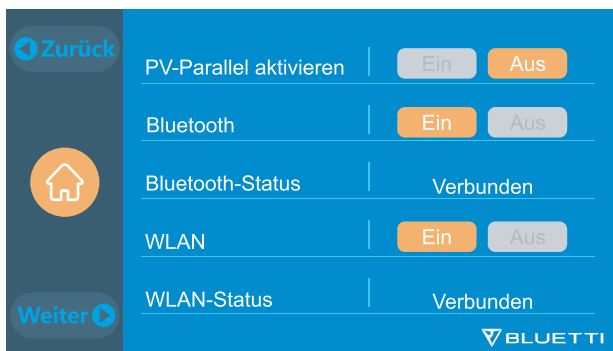 Zurück
PV-Parallel aktivieren Ein Aus
Bluetooth Ein Aus
Bluetooth-Status Verbunden
WLAN Ein Aus
WLAN-Status Verbunden
Weiter
BLUETTI